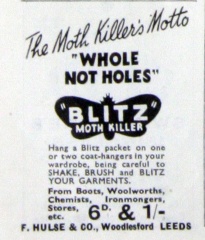 The Moth Killer's Motto
"WHOLE
NOT HOLES"
"BLITZ"
MOTH KILLER
Hang a Blitz packet on one
or two coat-hangers in your
wardrobe, being careful to
SHAKE, BRUSH and BLITZ
YOUR GARMENTS.
From Boots, Woolworths,
Chemists, Ironmongers,
Stores, etc. 6D. & 1/-
F. HULSE & CO., Woodlesford LEEDS